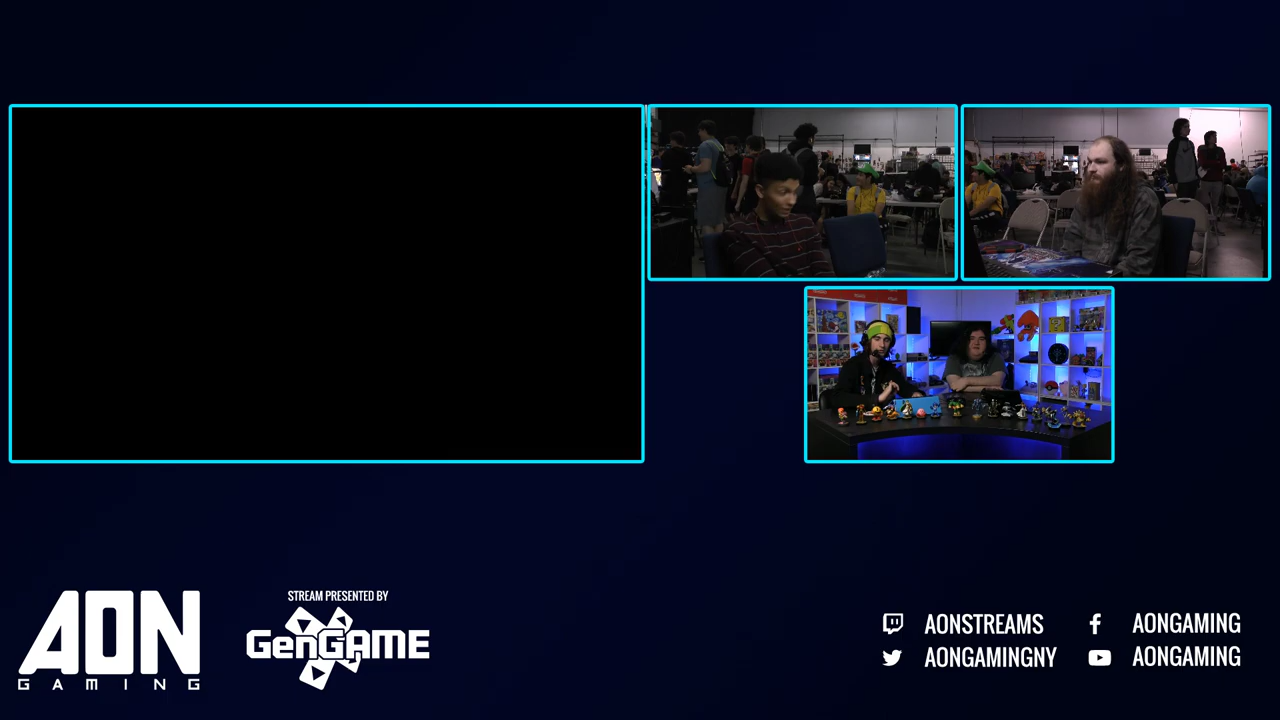 AON
GAMING
STREAM PRESENTED BY
GenGAME
AONSTREAMS
AONGAMING
AONGAMINGNY
AONGAMING